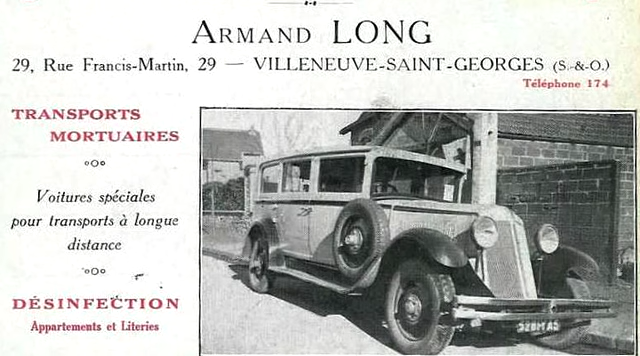 ARMAND LONG
29, Rue Francis-Martin, 29 — VILLENEUVE-SAINT-GEORGES (S.-&-O.)
Téléphone 174
TRANSPORTS
MORTUAIRES
Voitures spéciales
pour transports à longue
distance
DÉSINFECTION
Appartements et Literies